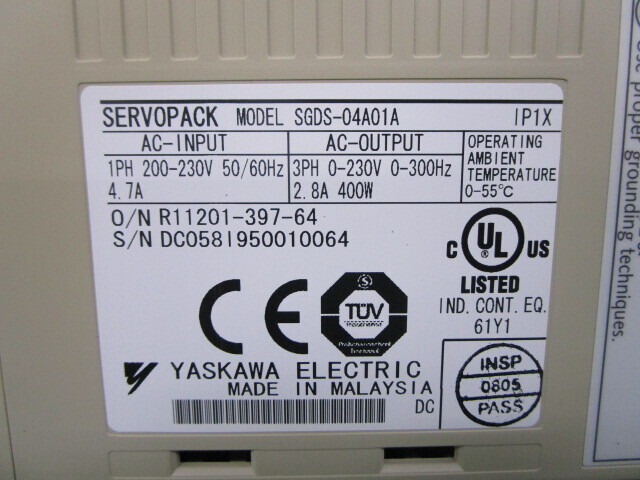 SERVOPACK MODEL SGDS-04A01A IP1X
AC-INPUT AC-OUTPUT OPERATING AMBIENT TEMPERATURE 0-55℃
1PH 200-230V 50/60Hz 3PH 0-230V 0-300Hz
4.7A 2.8A 400W
O/N R11201-397-64
S/N DC058I950010064
C UL ® US
LISTED
IND. CONT. EQ.
61Y1
CE
S
TÜV
YASKAWA ELECTRIC
MADE IN MALAYSIA
DC
INSP
0805
PASS
Use proper
grounding techniques.